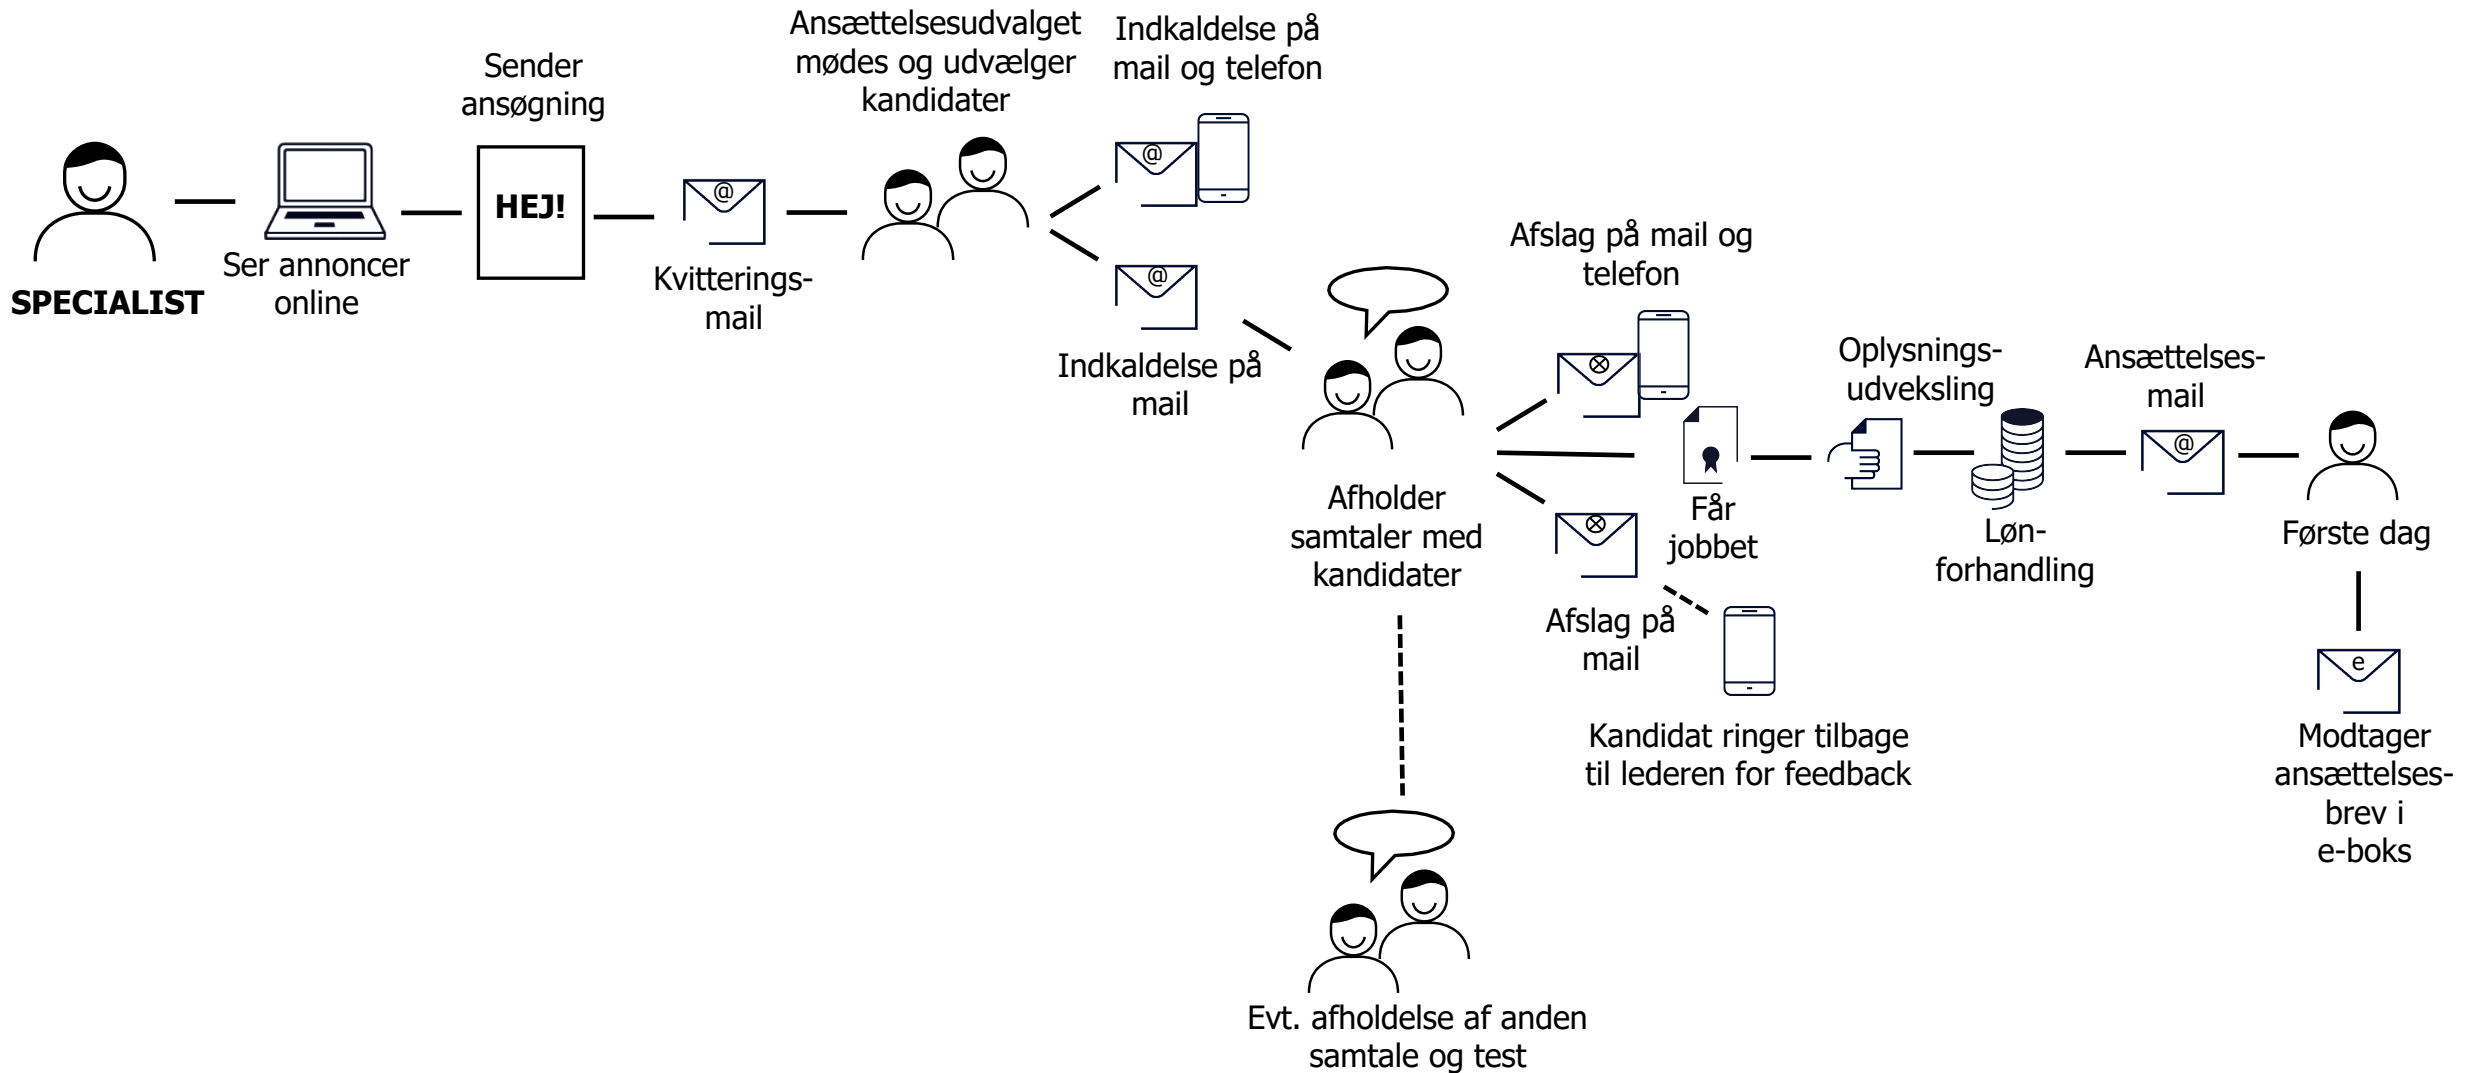 SPECIALIST
Ser annoncer
online
Sender
ansøgning
HEJ!
@
Kvitterings-
mail
Ansættelsesudvalget
mødes og udvælger
kandidater
Indkaldelse på
mail og telefon
@
@
Indkaldelse på
mail
Afholder
samtaler med
kandidater
Evt. afholdelse af anden
samtale og test
Afslag på mail og
telefon
Får
jobbet
Afslag på
mail
Kandidat ringer tilbage
til lederen for feedback
Oplysnings-
udveksling
Løn-
forhandling
Ansættelses-
mail
@
Første dag
e
Modtager
ansættelses-
brev i
e-boks